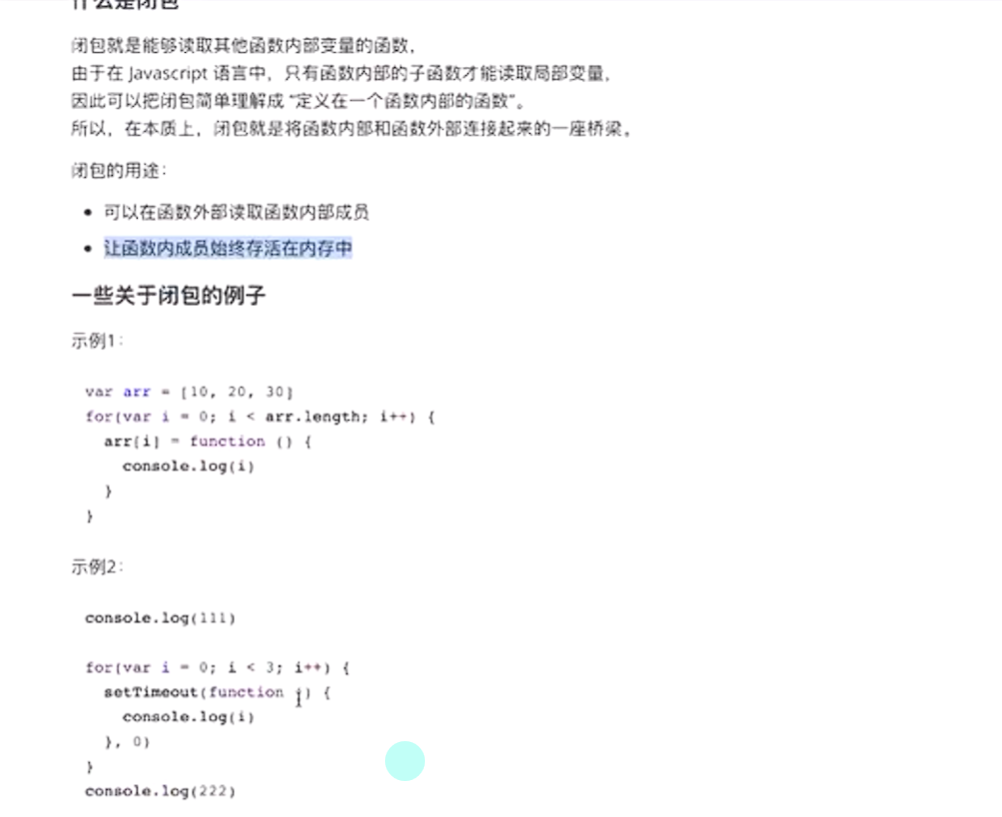 什么是闭包
闭包就是能够读取其他函数内部变量的函数,
由于在 Javascript 语言中，只有函数内部的子函数才能读取局部变量,
因此可以把闭包简单理解成 "定义在一个函数内部的函数"。
所以，在本质上，闭包就是将函数内部和函数外部连接起来的一座桥梁。
闭包的用途:
• 可以在函数外部读取函数内部成员
• 让函数内成员始终存活在内存中
一些关于闭包的例子
示例1:
var arr = [10, 20, 30]
for(var i = 0; i < arr.length; i++) {
arr[i] = function () {
console.log(i)
}
}
示例2:
console.log(111)
for(var i = 0; i < 3; i++) {
setTimeout(function () {
console.log(i)
}, 0)
}
console.log(222)